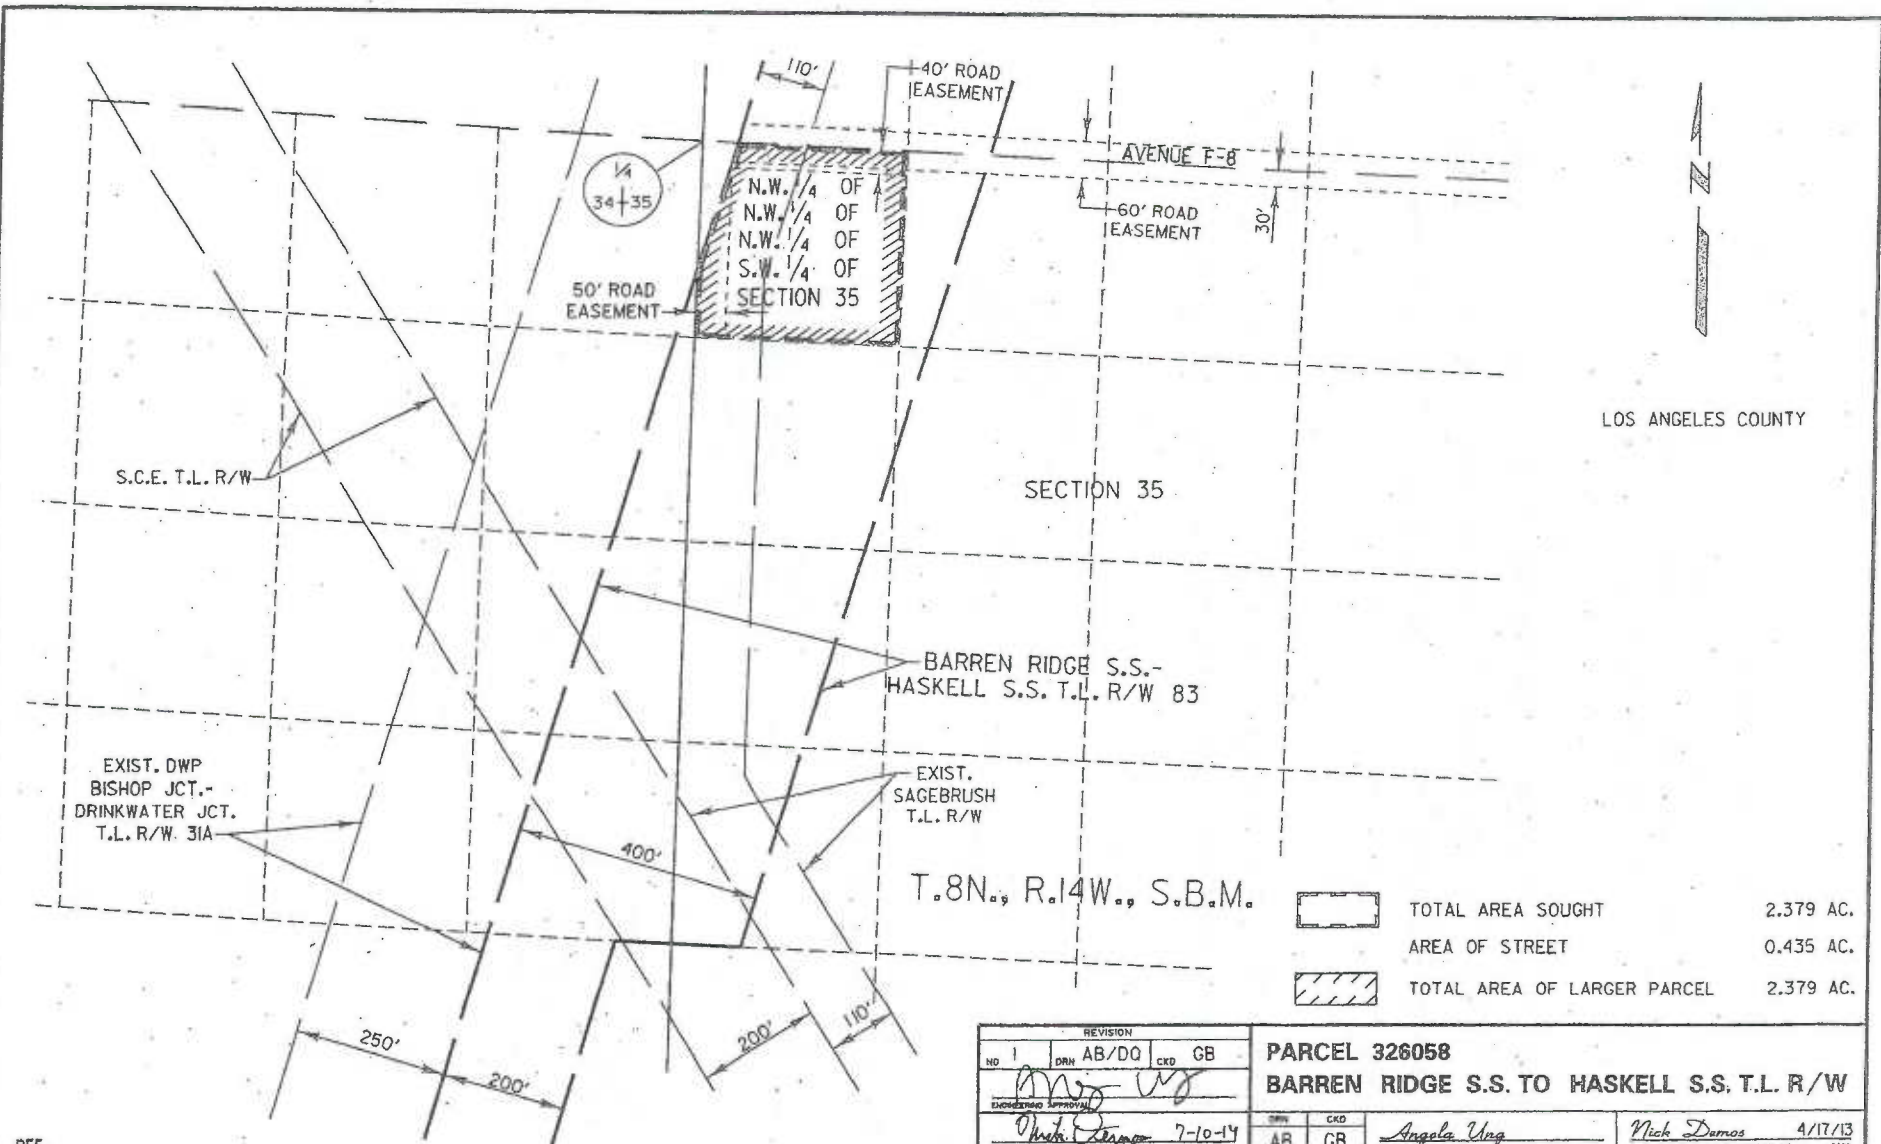 110'
40' ROAD
EASEMENT
AVENUE F-8
1/4
34 35
N.W. 1/4 OF
N.W. 1/4 OF
N.W. 1/4 OF
S.W. 1/4 OF
SECTION 35
60' ROAD
EASEMENT
30'
N
50' ROAD
EASEMENT
LOS ANGELES COUNTY
S.C.E. T.L. R/W
SECTION 35
BARREN RIDGE S.S.-
HASKELL S.S. T.L. R/W 83
EXIST. DWP
BISHOP JCT.-
DRINKWATER JCT.
T.L. R/W 31A
EXIST.
SAGEBRUSH
T.L. R/W
400'
T.8N., R.14W., S.B.M.
TOTAL AREA SOUGHT 2.379 AC.
AREA OF STREET 0.435 AC.
TOTAL AREA OF LARGER PARCEL 2.379 AC.
250'
200'
200'
110'
REVISION
NO 1 DRN AB/DQ CKD GB
ENGINEERING APPROVAL
7-10-14
PARCEL 326058
BARREN RIDGE S.S. TO HASKELL S.S. T.L. R/W
DRN CKD
AB GB Angela Ung Nick Demos 4/17/13